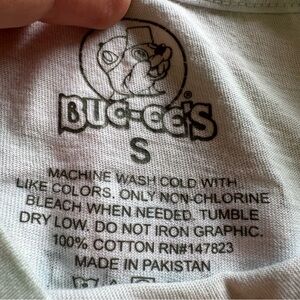 BUC-EE'S
S
MACHINE WASH COLD WITH
LIKE COLORS. ONLY NON-CHLORINE
BLEACH WHEN NEEDED. TUMBLE
DRY LOW. DO NOT IRON GRAPHIC.
100% COTTON RN#147823
MADE IN PAKISTAN